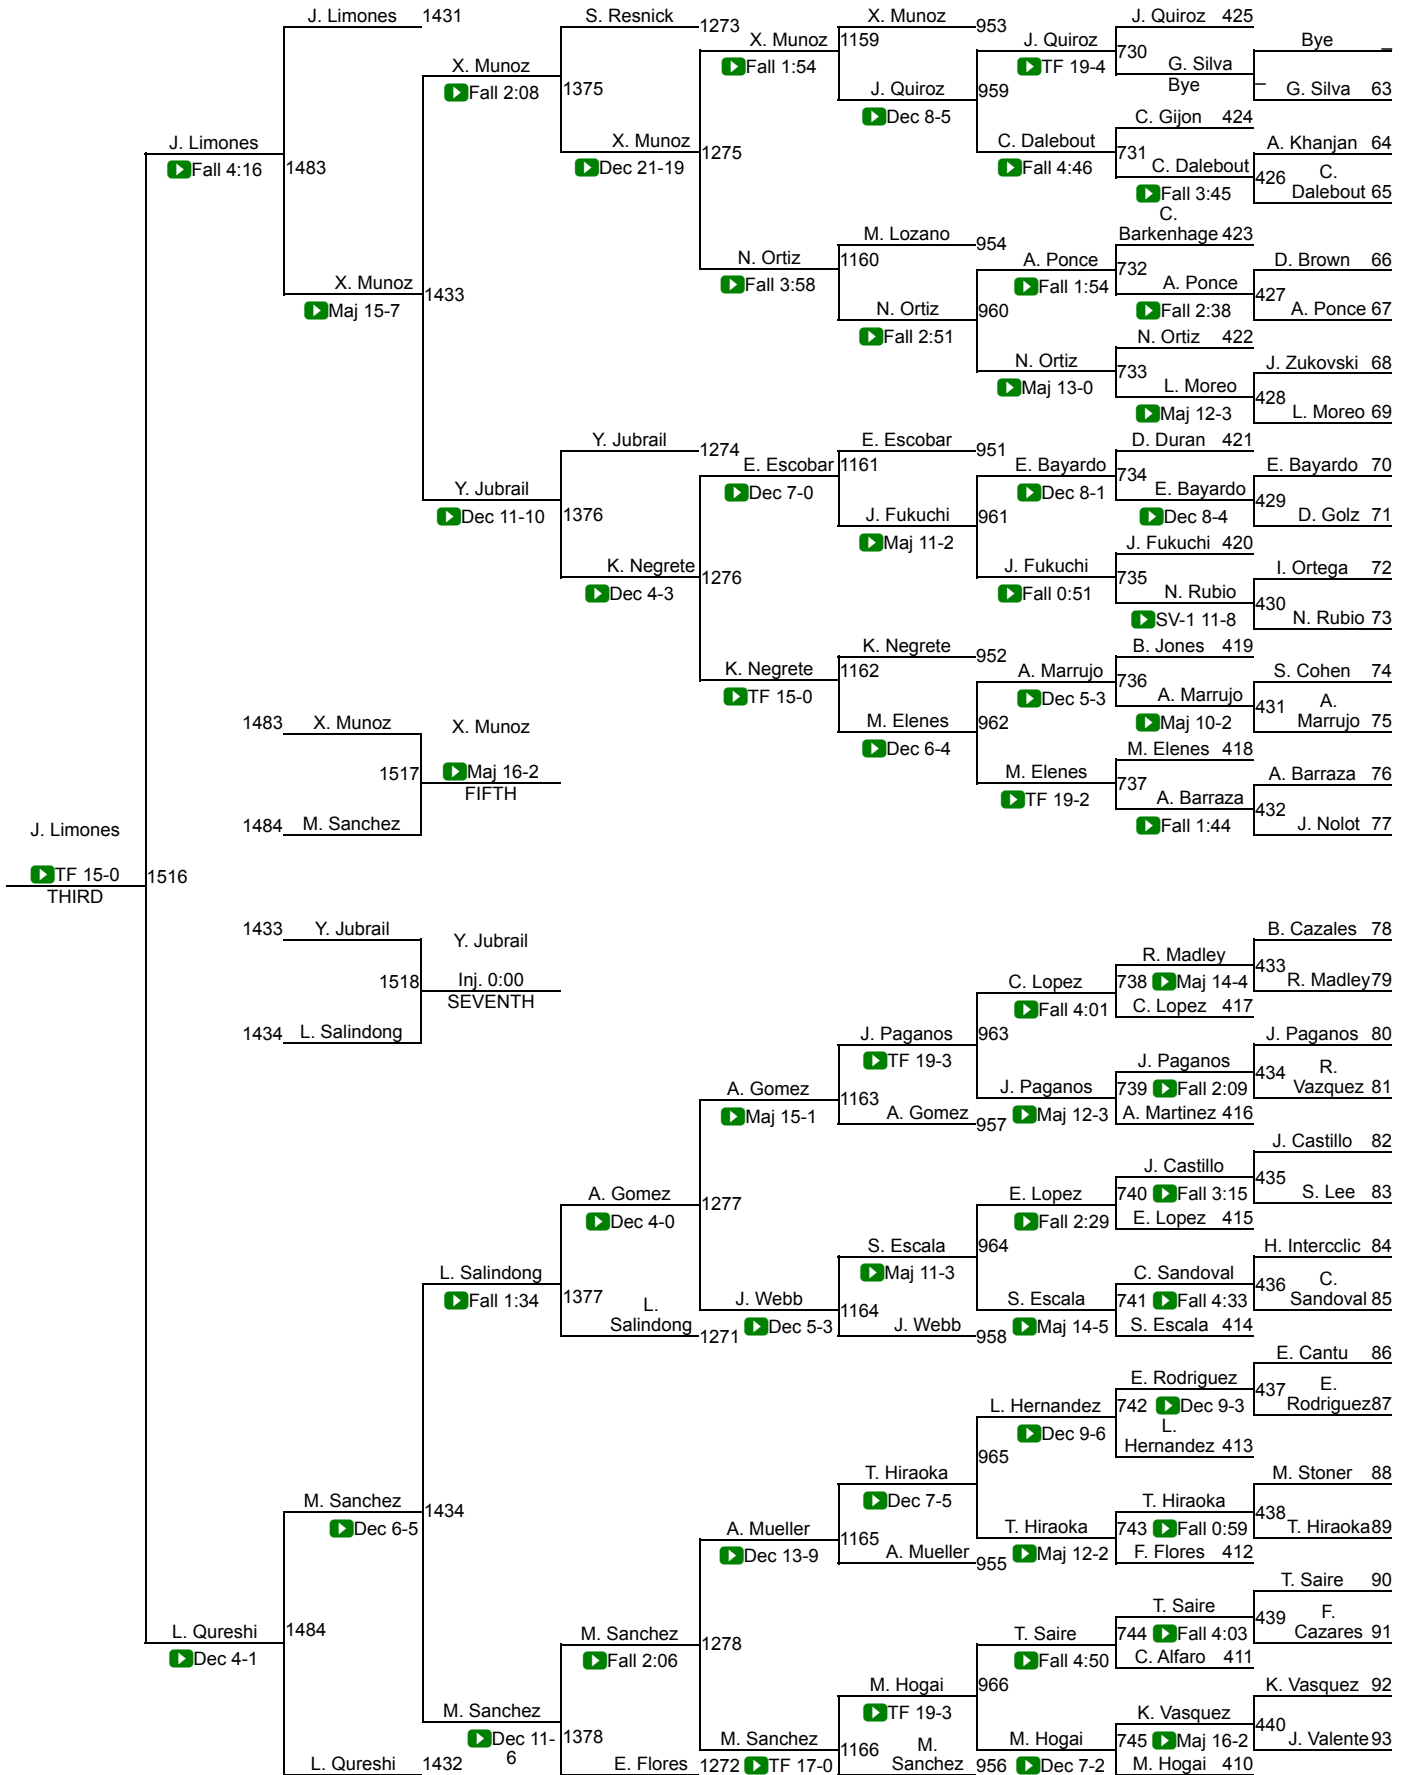 J. Limones 1431
S. Resnick 1273
X. Munoz 953
J. Quiroz 425
X. Munoz 1159
J. Quiroz 730
Bye _
Fall 1:54
TF 19-4
G. Silva
X. Munoz
Bye _
G. Silva 63
Fall 2:08 1375
J. Quiroz 959
Dec 8-5
C. Gijon 424
J. Limones
X. Munoz 1275
C. Dalebout 731
A. Khanjan 64
Fall 4:16 1483
Dec 21-19
Fall 4:46
C. Dalebout 426
C.
Dalebout 65
Fall 3:45
C.
Barkenhage 423
M. Lozano 954
N. Ortiz 1160
A. Ponce 732
D. Brown 66
Fall 3:58
Fall 1:54
X. Munoz 1433
A. Ponce 427
Maj 15-7
N. Ortiz 960
Fall 2:38
A. Ponce 67
Fall 2:51
N. Ortiz 422
N. Ortiz 733
J. Zukovski 68
Maj 13-0
L. Moreo 428
Maj 12-3
L. Moreo 69
Y. Jubrail 1274
E. Escobar 951
D. Duran 421
E. Escobar 1161
E. Bayardo 734
E. Bayardo 70
Dec 7-0
Dec 8-1
Y. Jubrail
E. Bayardo 429
Dec 11-10 1376
J. Fukuchi 961
Dec 8-4
D. Golz 71
Maj 11-2
J. Fukuchi 420
K. Negrete 1276
J. Fukuchi 735
I. Ortega 72
Dec 4-3
Fall 0:51
N. Rubio 430
SV-1 11-8
N. Rubio 73
K. Negrete 952
B. Jones 419
K. Negrete 1162
A. Marrujo 736
S. Cohen 74
TF 15-0
Dec 5-3
A. Marrujo 431
A.
Marrujo 75
1483 X. Munoz
X. Munoz
M. Elenes 962
Maj 10-2
Dec 6-4
M. Elenes 418
1517 Maj 16-2
M. Elenes 737
A. Barraza 76
FIFTH
TF 19-2
A. Barraza 432
1484 M. Sanchez
Fall 1:44
J. Nolot 77
J. Limones
TF 15-0 1516
THIRD
1433 Y. Jubrail
Y. Jubrail
B. Cazales 78
R. Madley 433
1518 Inj. 0:00
C. Lopez 738 Maj 14-4
R. Madley 79
SEVENTH
Fall 4:01
C. Lopez 417
1434 L. Salindong
J. Paganos 963
J. Paganos 80
TF 19-3
J. Paganos 434
R.
Vazquez 81
A. Gomez 1163
J. Paganos 739 Fall 2:09
Maj 15-1
A. Gomez 957
Maj 12-3
A. Martinez 416
J. Castillo 82
J. Castillo 435
A. Gomez 1277
E. Lopez 740 Fall 3:15
S. Lee 83
Dec 4-0
Fall 2:29
E. Lopez 415
S. Escala 964
H. Intercclic 84
Maj 11-3
L. Salindong
C. Sandoval 436
C.
Sandoval 85
Fall 1:34 1377
L.
Salindong 1271
J. Webb 1164
S. Escala 741 Fall 4:33
Dec 5-3
J. Webb 958
Maj 14-5
S. Escala 414
E. Cantu 86
E. Rodriguez 437
E.
Rodriguez 87
L. Hernandez 742 Dec 9-3
Dec 9-6
L.
Hernandez 413
965
T. Hiraoka
M. Stoner 88
M. Sanchez 1434
Dec 7-5
T. Hiraoka 438
Dec 6-5
A. Mueller 1165
T. Hiraoka 743 Fall 0:59
T. Hiraoka 89
Dec 13-9
A. Mueller 955
Maj 12-2
F. Flores 412
T. Saire 90
T. Saire 439
F.
Cazares 91
L. Qureshi 1484
M. Sanchez 1278
T. Saire 744 Fall 4:03
Dec 4-1
Fall 2:06
Fall 4:50
C. Alfaro 411
M. Hogai 966
K. Vasquez 92
TF 19-3
M. Sanchez
K. Vasquez 440
Dec 11-
6
1378
M. Sanchez 1166
M.
Sanchez 956
M. Hogai 745 Maj 16-2
J. Valente 93
L. Qureshi 1432
E. Flores 1272
TF 17-0
Dec 7-2
M. Hogai 410